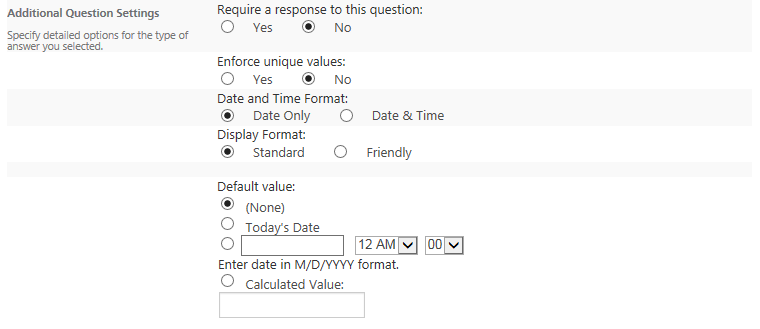 Additional Question Settings
Specify detailed options for the type of
answer you selected.
Require a response to this question:
Yes No
Enforce unique values:
Yes No
Date and Time Format:
Date Only Date & Time
Display Format:
Standard Friendly
Default value:
(None)
Today's Date
12 AM 00
Enter date in M/D/YYYY format.
Calculated Value: